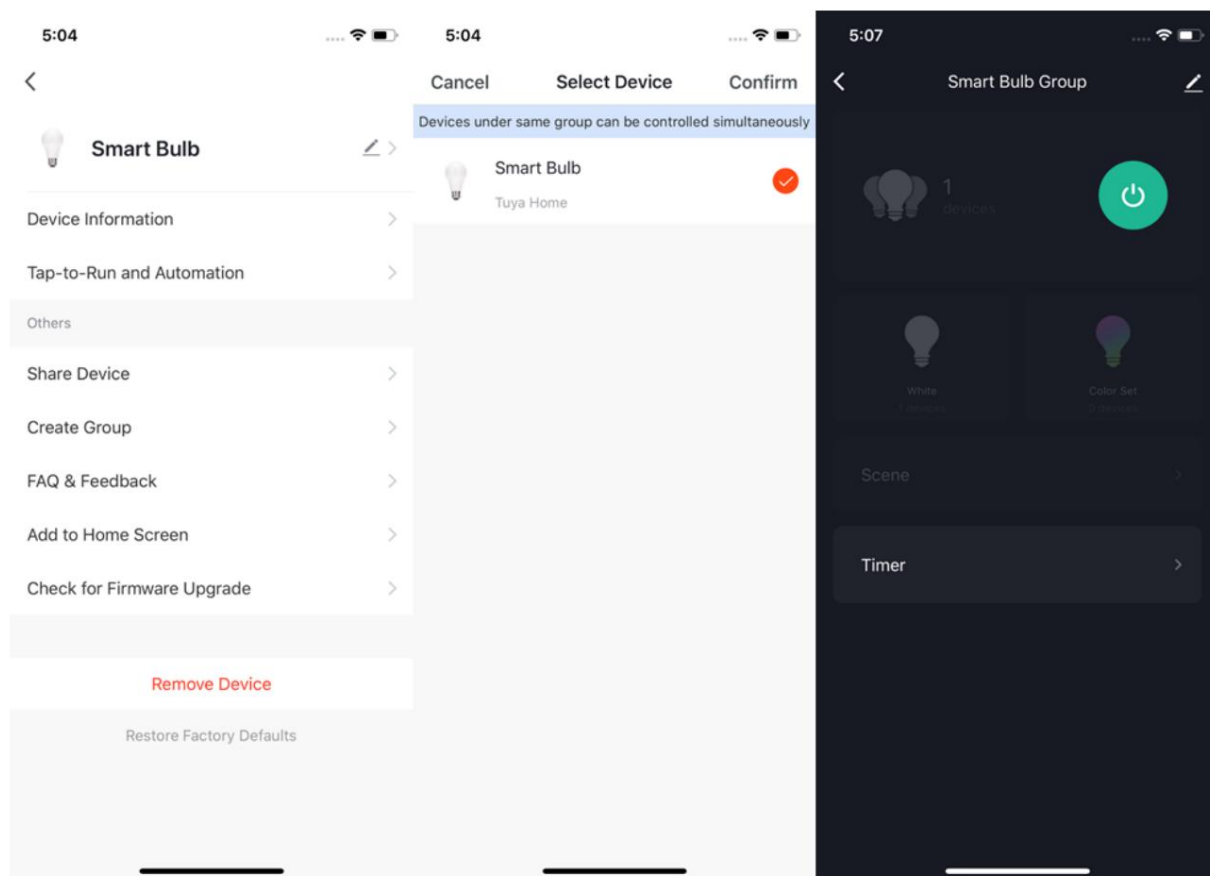 5:04
Smart Bulb
Device Information
Tap-to-Run and Automation
Others
Share Device
Create Group
FAQ & Feedback
Add to Home Screen
Check for Firmware Upgrade
Remove Device
Restore Factory Defaults
5:04
Cancel Select Device Confirm
Devices under same group can be controlled simultaneously
Smart Bulb
Tuya Home
5:07
Smart Bulb Group
1
devices
White
Color Set
Scene
Timer